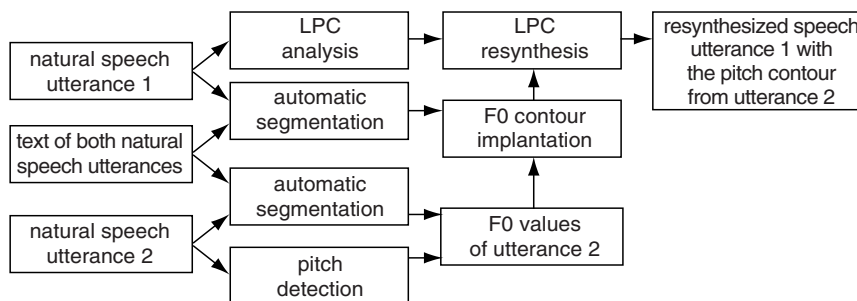 natural speech
utterance 1
text of both natural
speech utterances
natural speech
utterance 2
LPC
analysis
automatic
segmentation
automatic
segmentation
pitch
detection
LPC
resynthesis
F0 contour
implantation
F0 values
of utterance 2
resynthesized speech
utterance 1 with
the pitch contour
from utterance 2